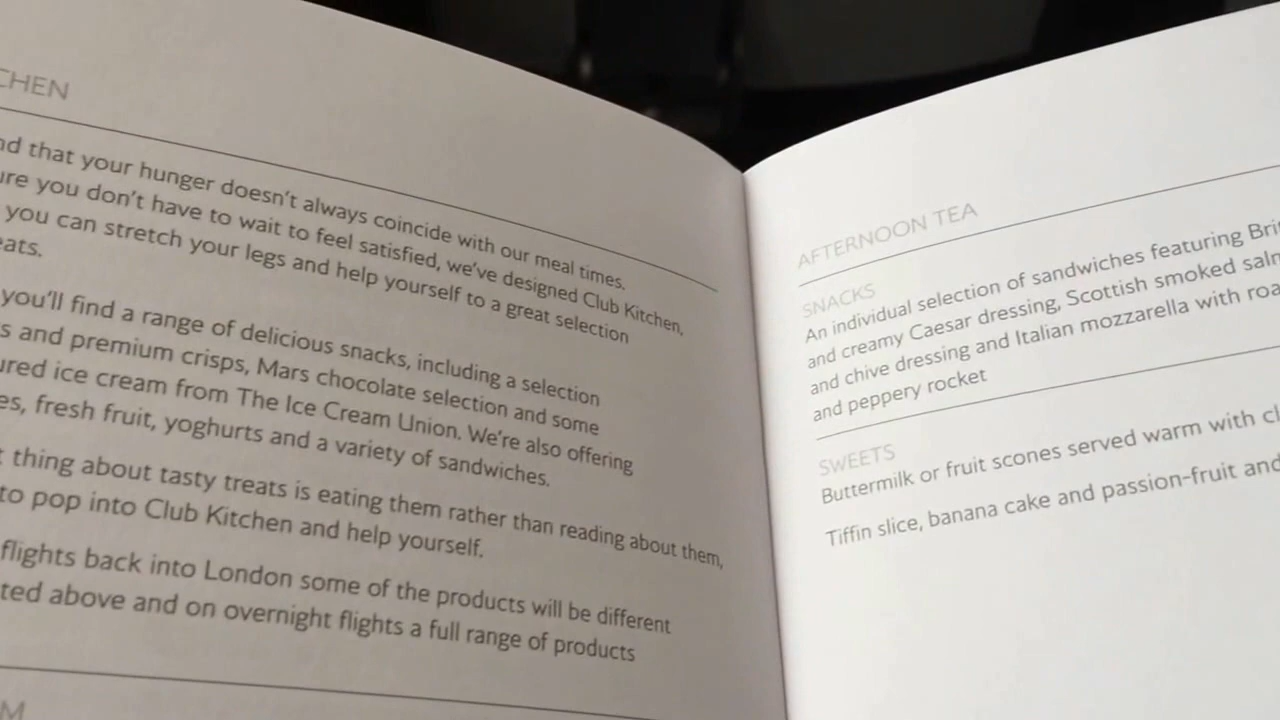 CHEN
that your hunger doesn't always coincide with our meal times.
you don't have to wait to feel satisfied, we've designed Club Kitchen,
you can stretch your legs and help yourself to a great selection
eats.
you'll find a range of delicious snacks, including a selection
s and premium crisps, Mars chocolate selection and some
ured ice cream from The Ice Cream Union. We're also offering
es, fresh fruit, yoghurts and a variety of sandwiches.
t thing about tasty treats is eating them rather than reading about them,
to pop into Club Kitchen and help yourself.
flights back into London some of the products will be different
ted above and on overnight flights a full range of products
M
AFTERNOON TEA
SNACKS
An individual selection of sandwiches featuring Bri
and creamy Caesar dressing, Scottish smoked sal
and chive dressing and Italian mozzarella with roa
and peppery rocket
SWEETS
Buttermilk or fruit scones served warm with cl
Tiffin slice, banana cake and passion-fruit and